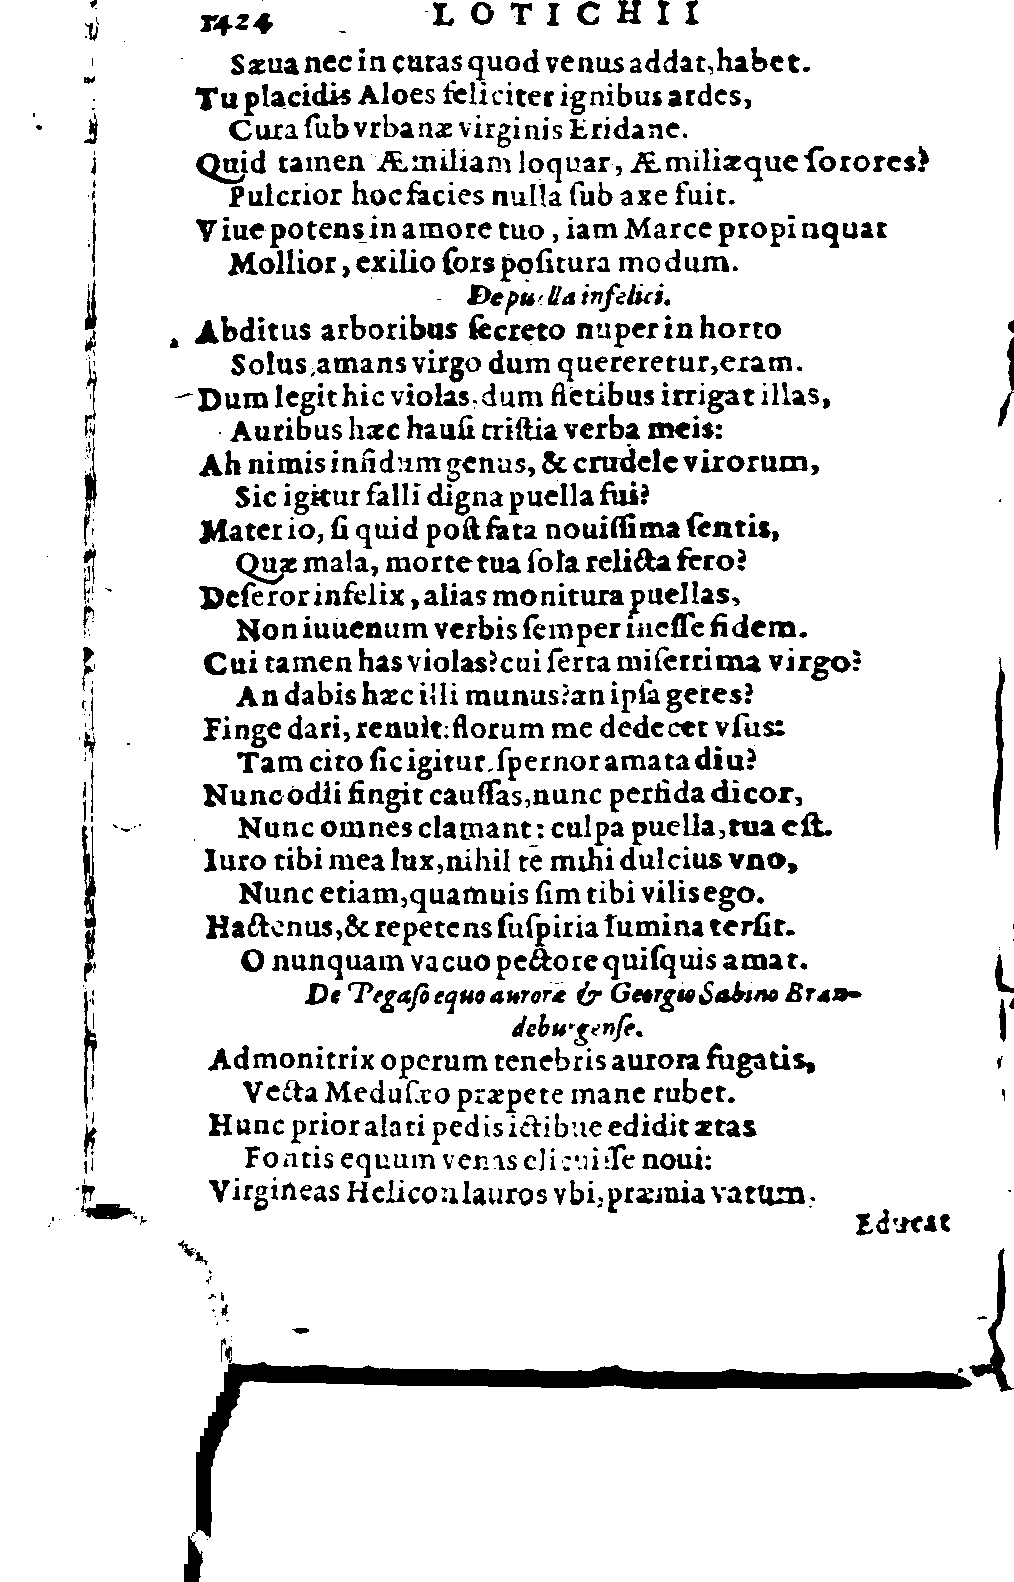 1424 LOTICHII
Sæua nec in curas quod venus addat, habet.
Tu placidis Aloes feliciter ignibus ardes,
Cura ſub vrbanæ virginis Eridane.
Quid tamen Æmiliam loquar, Æmiliæque ſorores?
Pulcrior hoc facies nulla ſub axe fuit.
Viue potens in amore tuo, iam Marce propinquat
Mollior, exilio ſors poſitura modum.
De puella infelici.
Abditus arboribus ſecreto nuper in horto
Solus, amans virgo dum quereretur, eram.
Dum legit hic violas, dum fletibus irrigat illas,
Auribus hæc hauſi triſtia verba meis:
Ah nimis infidum genus, & crudele virorum,
Sic igitur falli digna puella fui?
Mater io, ſi quid poſt fata nouiſſima ſentis,
Quæ mala, morte tua ſola relicta fero?
Deſeror infelix, alias monitura puellas,
Non iuuenum verbis ſemper ineſſe fidem.
Cui tamen has violas? cui ſerta miſerrima virgo?
An dabis hæc illi munus? an ipſa geres?
Finge dari, renuit: florum me dedecet vſus:
Tam cito ſic igitur, ſpernor amata diu?
Nunc odii fingit cauſſas, nunc perfida dicor,
Nunc omnes clamant: culpa puella, tua eſt.
Iuro tibi mea lux, nihil te mihi dulcius vno,
Nunc etiam, quamuis ſim tibi vilis ego.
Hactenus, & repetens ſuſpiria lumina terſit.
O nunquam vacuo pectore quiſquis amat.
De Pegaſo equo auroræ & Georgio Sabino Bran-
deburgenſe.
Admonitrix operum tenebris aurora fugatis,
Vecta Meduſæo præpete mane rubet.
Hunc prior alati pedis ictibue edidit ætas
Fontis equum venas elicuiſſe noui:
Virgineas Helicon lauros vbi, præmia vatum.
Educat